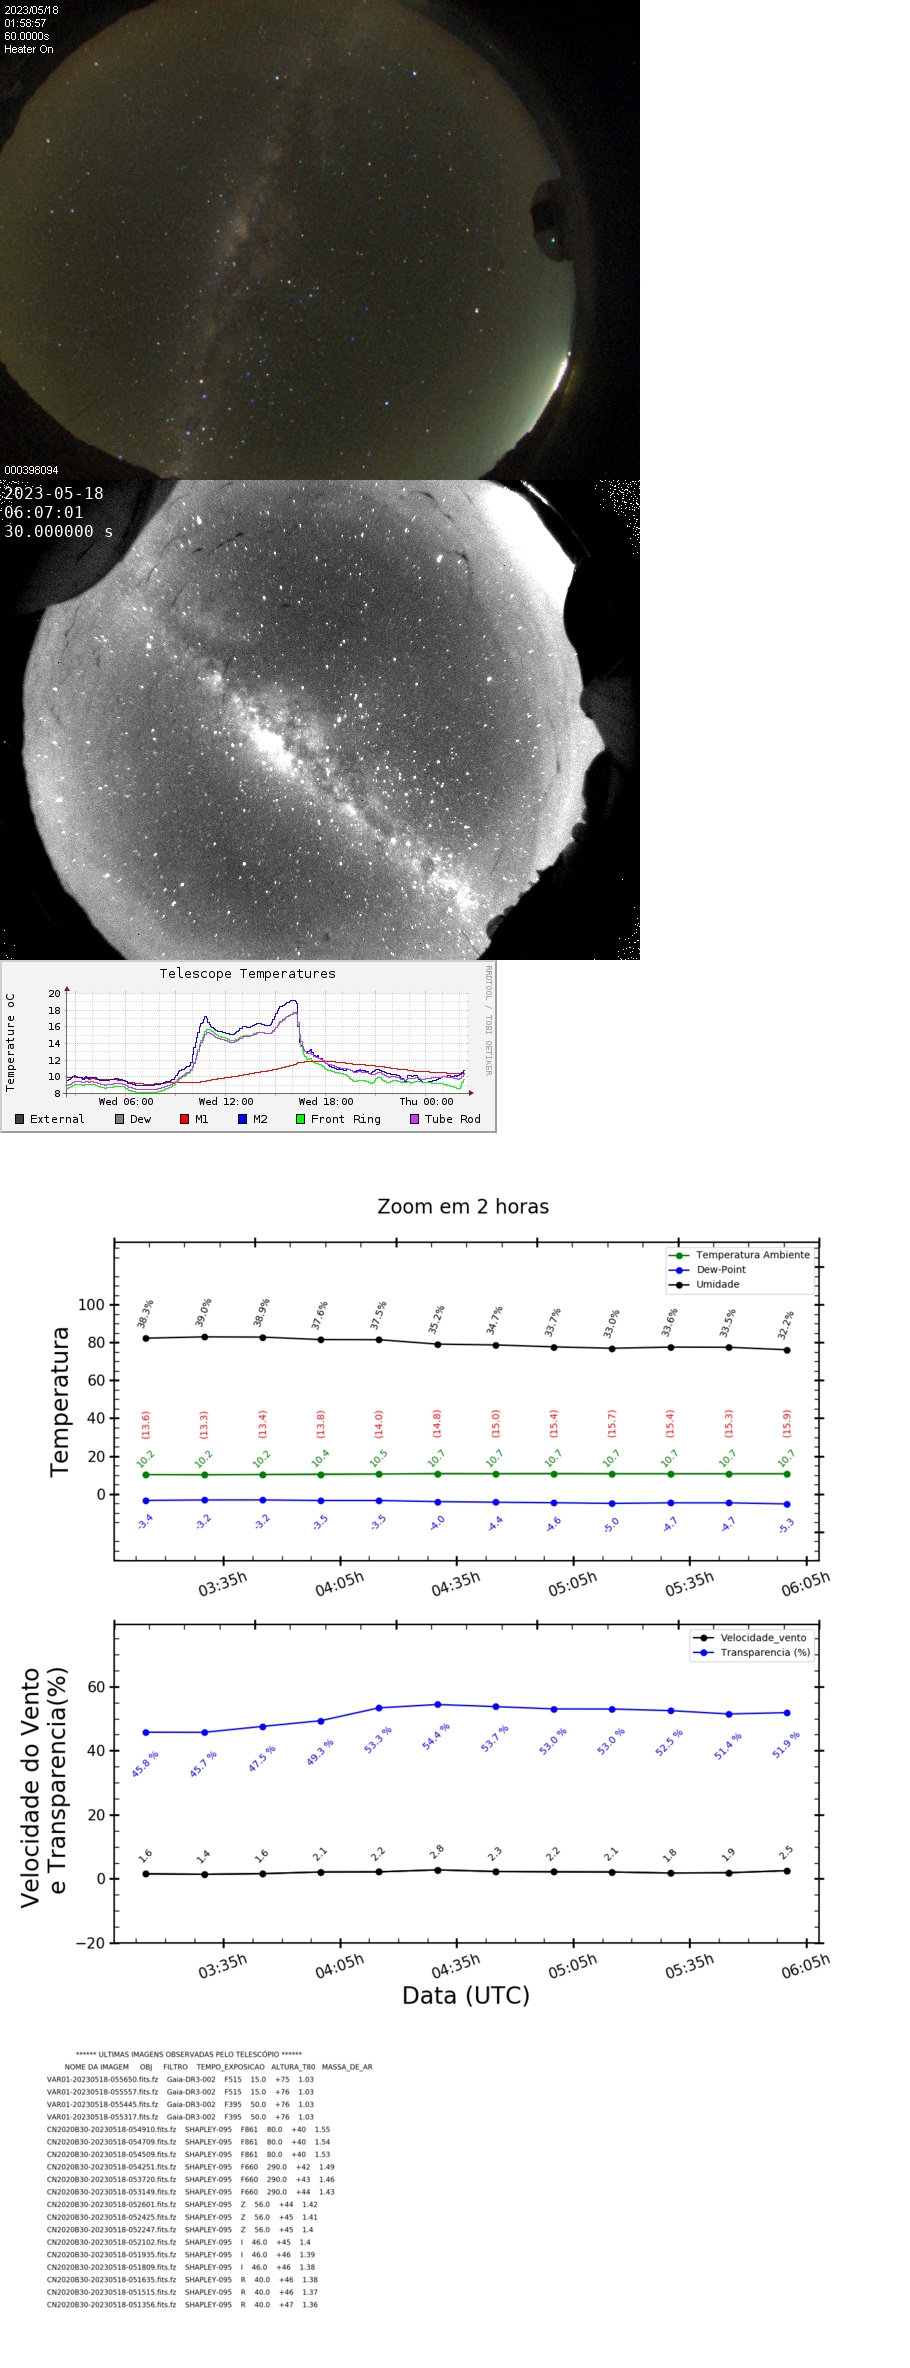 2023/05/18
01:58:57
60.0000s
Heater On
000398094
2023-05-18
06:07:01
30.000000 s
Telescope Temperatures
RRDTOOL / TOBI OETIKER
Temperature oC
20
18
16
14
12
10
8
Wed 06:00 Wed 12:00 Wed 18:00 Thu 00:00
External Dew M1 M2 Front Ring Tube Rod
Zoom em 2 horas
Temperatura Ambiente
Dew-Point
Umidade
Temperatura
100
80
60
40
20
0
38.3% 39.0% 38.9% 37.6% 37.5% 35.2% 34.7% 33.7% 33.0% 33.6% 33.5% 32.2%
(13.6) (13.3) (13.4) (13.8) (14.0) (14.8) (15.0) (15.4) (15.7) (15.4) (15.3) (15.9)
10.2 10.2 10.2 10.4 10.5 10.7 10.7 10.7 10.7 10.7 10.7 10.7
-3.4 -3.2 -3.2 -3.5 -3.5 -4.0 -4.4 -4.6 -5.0 -4.7 -4.7 -5.3
03:35h 04:05h 04:35h 05:05h 05:35h 06:05h
Velocidade_vento
Transparencia (%)
Velocidade do Vento
e Transparencia(%)
60
40
20
0
−20
45.8 % 45.7 % 47.5 % 49.3 % 53.3 % 54.4 % 53.7 % 53.0 % 53.0 % 52.5 % 51.4 % 51.9 %
1.6 1.4 1.6 2.1 2.2 2.8 2.3 2.2 2.1 1.8 1.9 2.5
03:35h 04:05h 04:35h 05:05h 05:35h 06:05h
Data (UTC)
****** ULTIMAS IMAGENS OBSERVADAS PELO TELESCÓPIO ******
NOME DA IMAGEM OBJ FILTRO TEMPO_EXPOSICAO ALTURA_T80 MASSA_DE_AR
VAR01-20230518-055650.fits.fz Gaia-DR3-002 F515 15.0 +75 1.03
VAR01-20230518-055557.fits.fz Gaia-DR3-002 F515 15.0 +76 1.03
VAR01-20230518-055445.fits.fz Gaia-DR3-002 F395 50.0 +76 1.03
VAR01-20230518-055317.fits.fz Gaia-DR3-002 F395 50.0 +76 1.03
CN2020B30-20230518-054910.fits.fz SHAPLEY-095 F861 80.0 +40 1.55
CN2020B30-20230518-054709.fits.fz SHAPLEY-095 F861 80.0 +40 1.54
CN2020B30-20230518-054509.fits.fz SHAPLEY-095 F861 80.0 +40 1.53
CN2020B30-20230518-054251.fits.fz SHAPLEY-095 F660 290.0 +42 1.49
CN2020B30-20230518-053720.fits.fz SHAPLEY-095 F660 290.0 +43 1.46
CN2020B30-20230518-053149.fits.fz SHAPLEY-095 F660 290.0 +44 1.43
CN2020B30-20230518-052601.fits.fz SHAPLEY-095 Z 56.0 +44 1.42
CN2020B30-20230518-052425.fits.fz SHAPLEY-095 Z 56.0 +45 1.41
CN2020B30-20230518-052247.fits.fz SHAPLEY-095 Z 56.0 +45 1.4
CN2020B30-20230518-052102.fits.fz SHAPLEY-095 I 46.0 +45 1.4
CN2020B30-20230518-051935.fits.fz SHAPLEY-095 I 46.0 +46 1.39
CN2020B30-20230518-051809.fits.fz SHAPLEY-095 I 46.0 +46 1.38
CN2020B30-20230518-051635.fits.fz SHAPLEY-095 R 40.0 +46 1.38
CN2020B30-20230518-051515.fits.fz SHAPLEY-095 R 40.0 +46 1.37
CN2020B30-20230518-051356.fits.fz SHAPLEY-095 R 40.0 +47 1.36